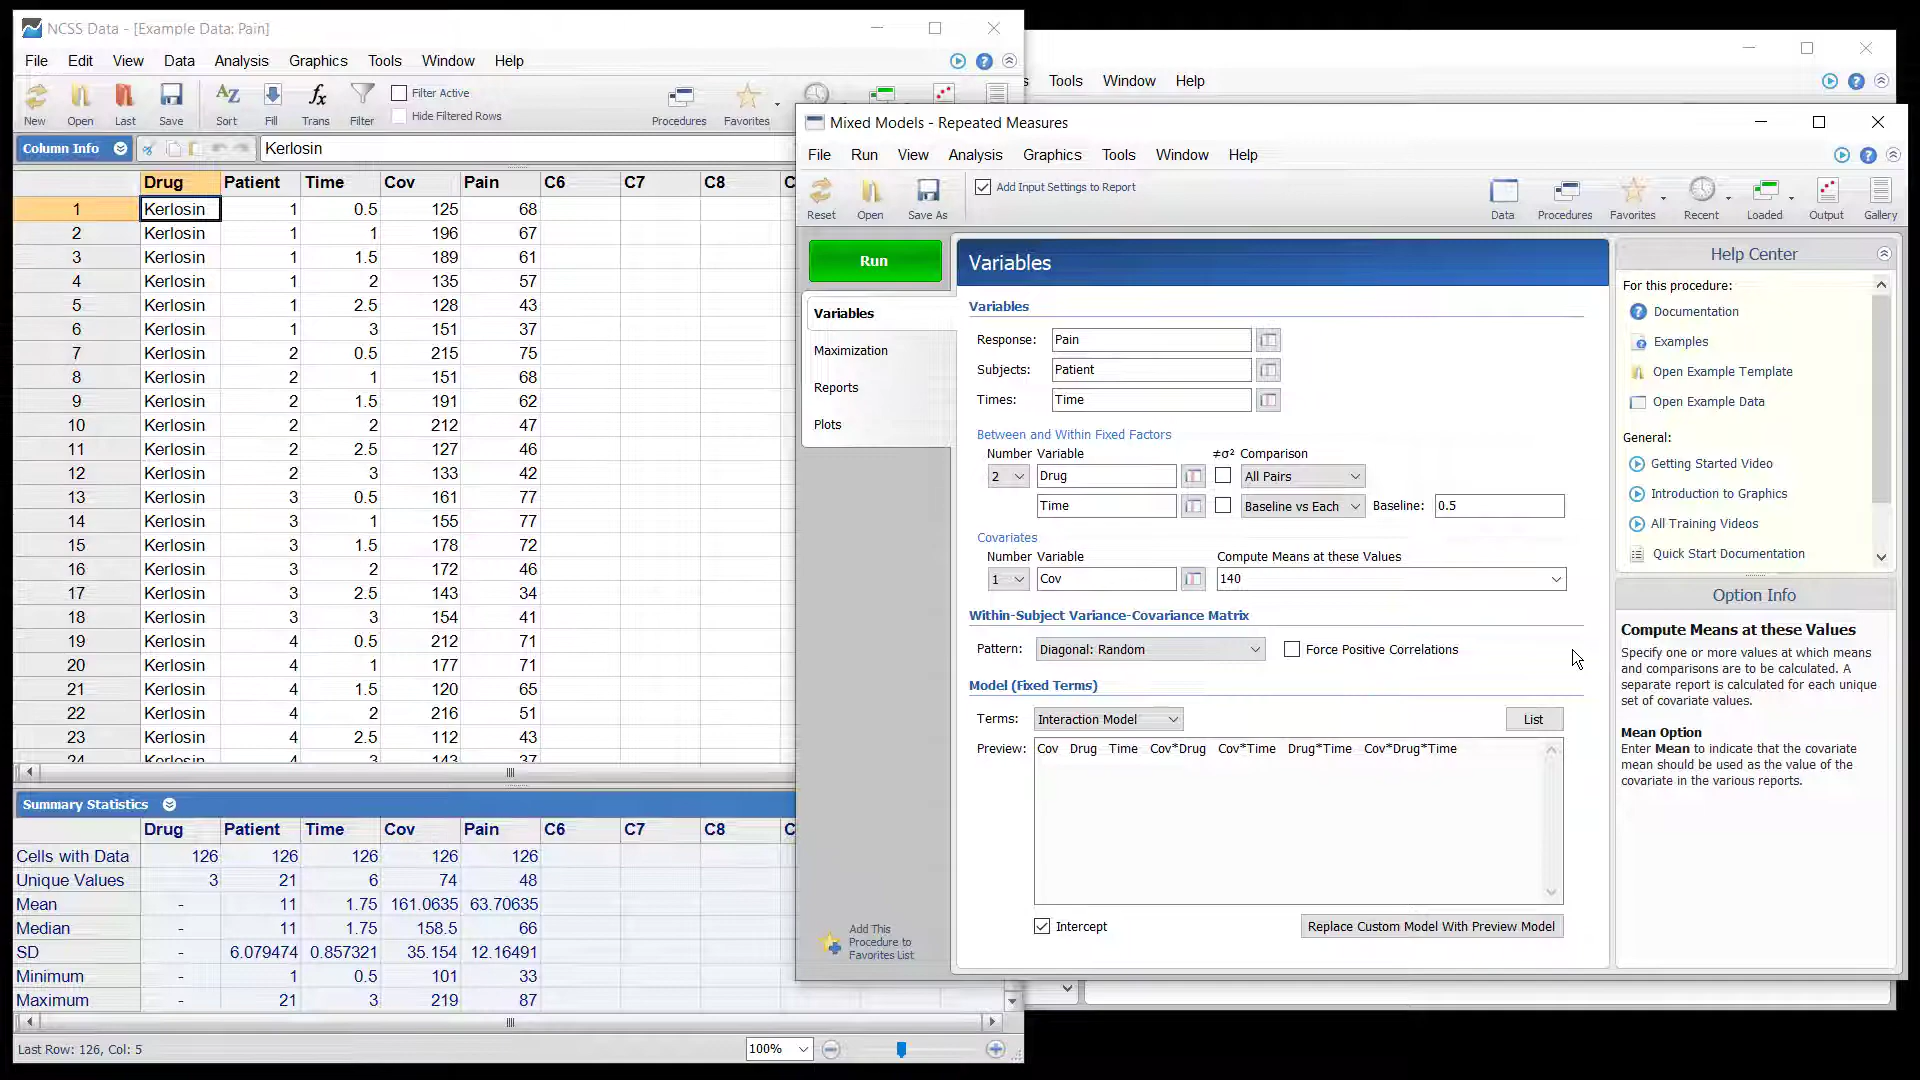 NCSS Data - [Example Data: Pain]
File Edit View Data Analysis Graphics Tools Window Help
New Open Last Save Sort Fill Trans Filter Filter Active Hide Filtered Rows Procedures Favorites
Column Info Kerlosin
Drug Patient Time Cov Pain C6 C7 C8 C
1 Kerlosin 1 0.5 125 68
2 Kerlosin 1 1 196 67
3 Kerlosin 1 1.5 189 61
4 Kerlosin 1 2 135 57
5 Kerlosin 1 2.5 128 43
6 Kerlosin 1 3 151 37
7 Kerlosin 2 0.5 215 75
8 Kerlosin 2 1 151 68
9 Kerlosin 2 1.5 191 62
10 Kerlosin 2 2 212 47
11 Kerlosin 2 2.5 127 46
12 Kerlosin 2 3 133 42
13 Kerlosin 3 0.5 161 77
14 Kerlosin 3 1 155 77
15 Kerlosin 3 1.5 178 72
16 Kerlosin 3 2 172 46
17 Kerlosin 3 2.5 143 34
18 Kerlosin 3 3 154 41
19 Kerlosin 4 0.5 212 71
20 Kerlosin 4 1 177 71
21 Kerlosin 4 1.5 120 65
22 Kerlosin 4 2 216 51
23 Kerlosin 4 2.5 112 43
24 Kerlosin 4 3 143 37
Summary Statistics
Drug Patient Time Cov Pain C6 C7 C8 C
Cells with Data 126 126 126 126 126
Unique Values 3 21 6 74 48
Mean - 11 1.75 161.0635 63.70635
Median - 11 1.75 158.5 66
SD - 6.079474 0.857321 35.154 12.16491
Minimum - 1 0.5 101 33
Maximum - 21 3 219 87
Last Row: 126, Col: 5 100%
s Tools Window Help
Mixed Models - Repeated Measures
File Run View Analysis Graphics Tools Window Help
Reset Open Save As Add Input Settings to Report Data Procedures Favorites Recent Loaded Output Gallery
Run
Variables
Maximization
Reports
Plots
Add This
Procedure to
Favorites List
Variables
Variables
Response: Pain
Subjects: Patient
Times: Time
Between and Within Fixed Factors
Number Variable ≠σ² Comparison
2 Drug All Pairs
Time Baseline vs Each Baseline: 0.5
Covariates
Number Variable Compute Means at these Values
1 Cov 140
Within-Subject Variance-Covariance Matrix
Pattern: Diagonal: Random Force Positive Correlations
Model (Fixed Terms)
Terms: Interaction Model List
Preview: Cov Drug Time Cov*Drug Cov*Time Drug*Time Cov*Drug*Time
Intercept Replace Custom Model With Preview Model
Help Center
For this procedure:
Documentation
Examples
Open Example Template
Open Example Data
General:
Getting Started Video
Introduction to Graphics
All Training Videos
Quick Start Documentation
Option Info
Compute Means at these Values
Specify one or more values at which means
and comparisons are to be calculated. A
separate report is calculated for each unique
set of covariate values.
Mean Option
Enter Mean to indicate that the covariate
mean should be used as the value of the
covariate in the various reports.